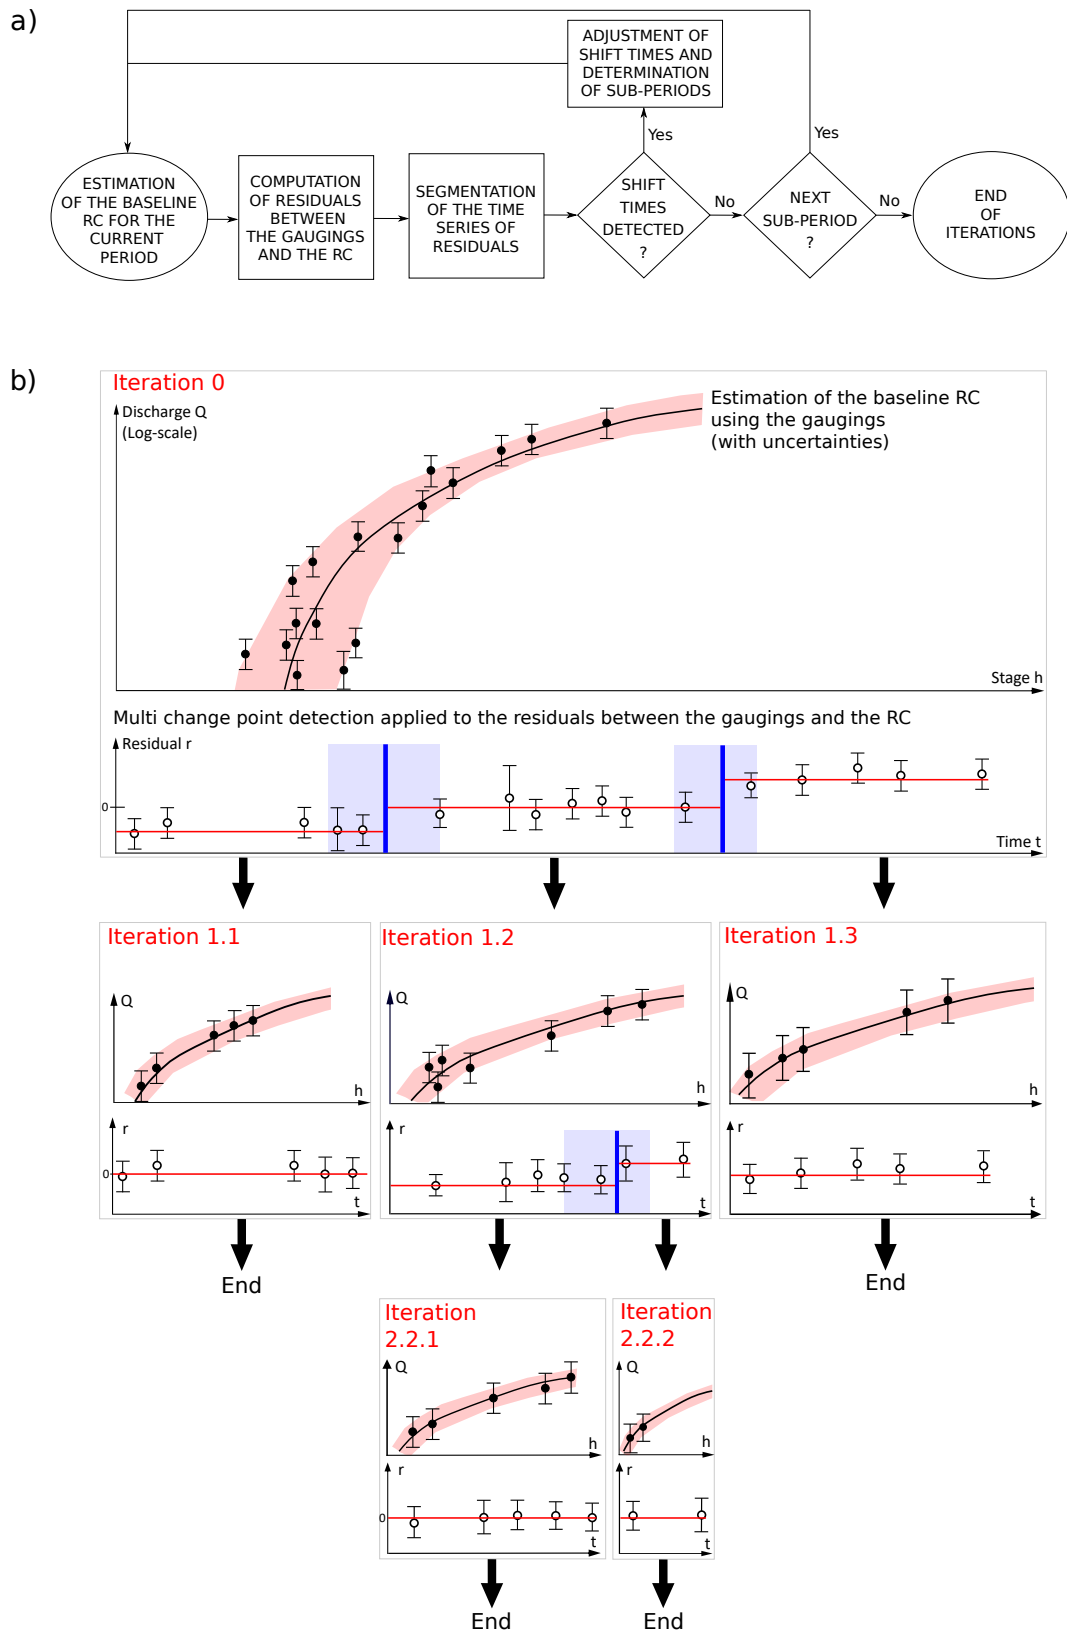 a)
ADJUSTMENT OF
SHIFT TIMES AND
DETERMINATION
OF SUB-PERIODS
Yes
Yes
ESTIMATION
OF THE BASELINE
RC FOR THE
CURRENT
PERIOD
COMPUTATION
OF RESIDUALS
BETWEEN
THE GAUGINGS
AND THE RC
SEGMENTATION
OF THE TIME
SERIES OF
RESIDUALS
SHIFT
TIMES
DETECTED
?
No
NEXT
SUB-PERIOD
?
No
END
OF
ITERATIONS
b)
Iteration 0
Discharge Q
(Log-scale)
Estimation of the baseline RC
using the gaugings
(with uncertainties)
Stage h
Multi change point detection applied to the residuals between the gaugings and the RC
Residual r
0
Time t
Iteration 1.1
Q
h
r
0
t
End
Iteration 1.2
Q
h
r
t
Iteration 1.3
Q
h
r
t
End
Iteration
2.2.1
Q
h
r
0
t
End
Iteration
2.2.2
Q
h
r
t
End